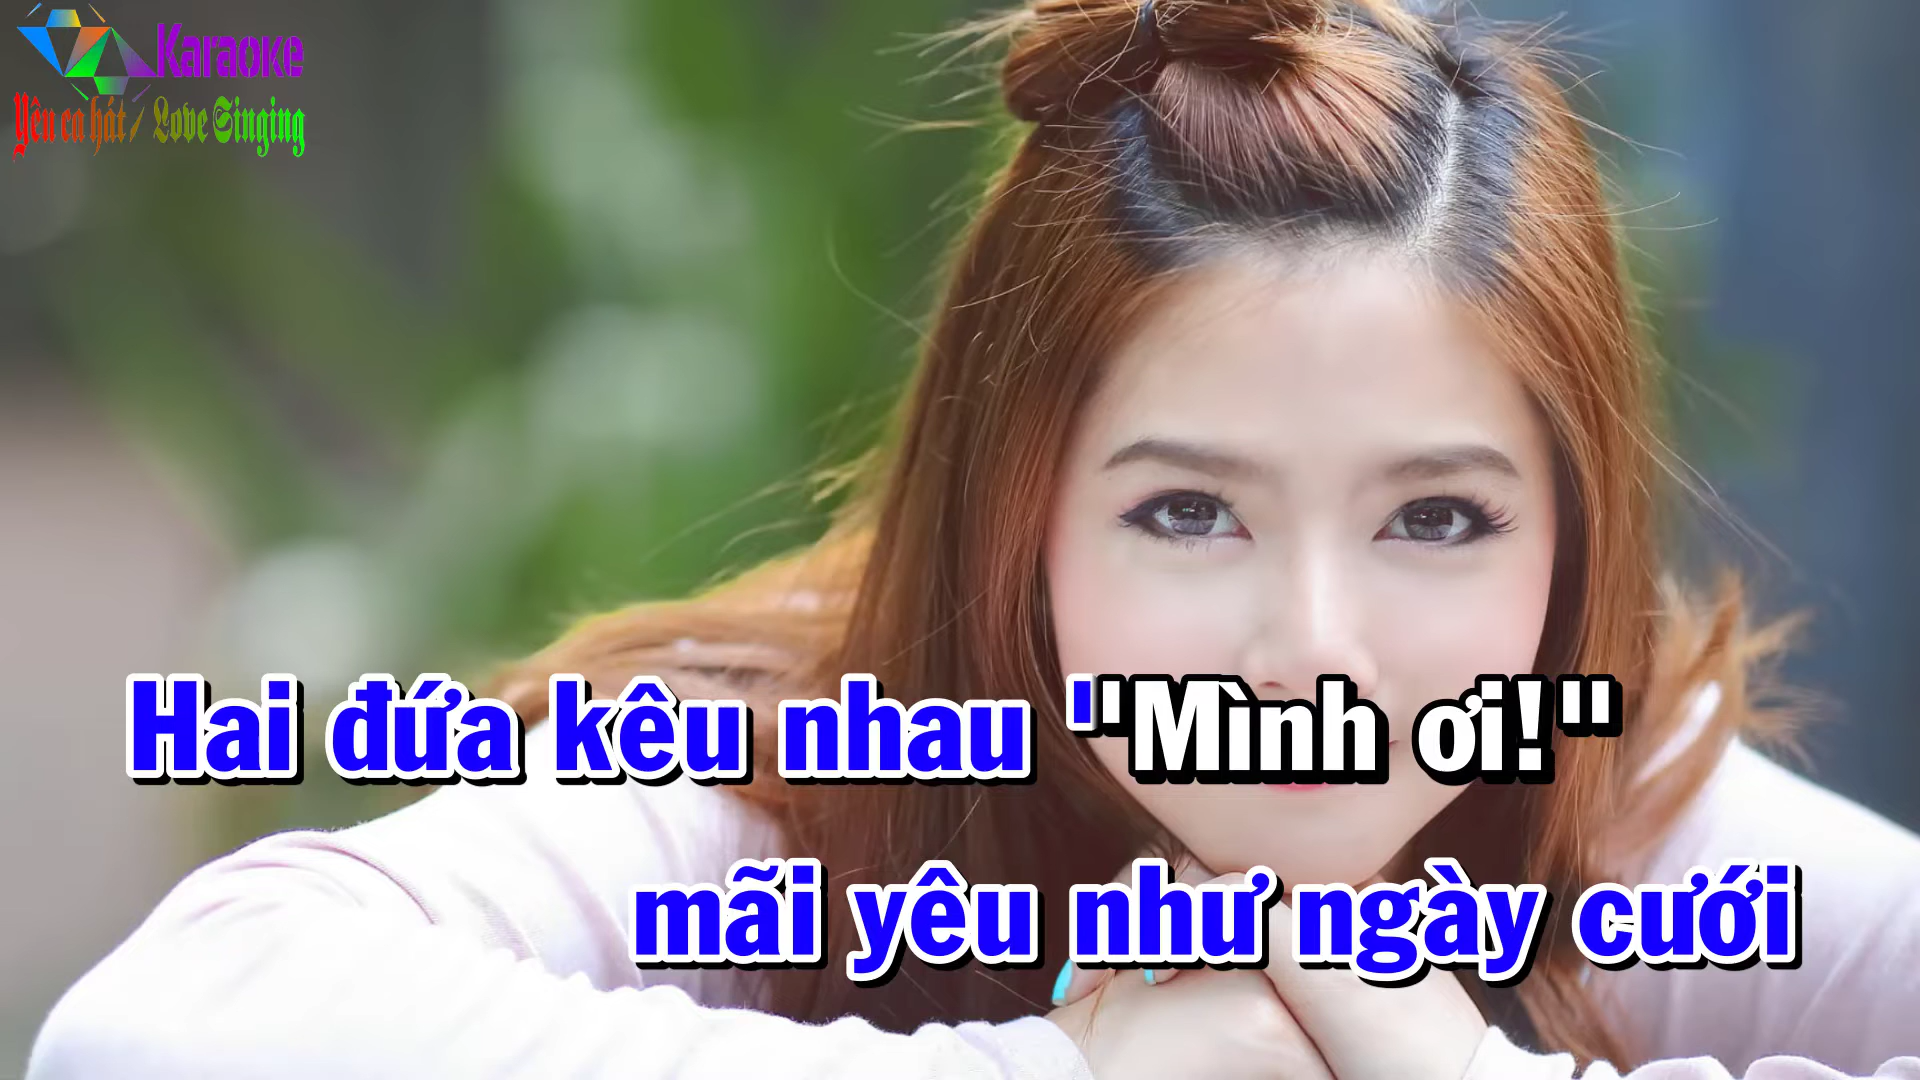 Karaoke
Yêu ca hát / Love Singing
Hai đứa kêu nhau "Mình ơi!"
mãi yêu như ngày cưới